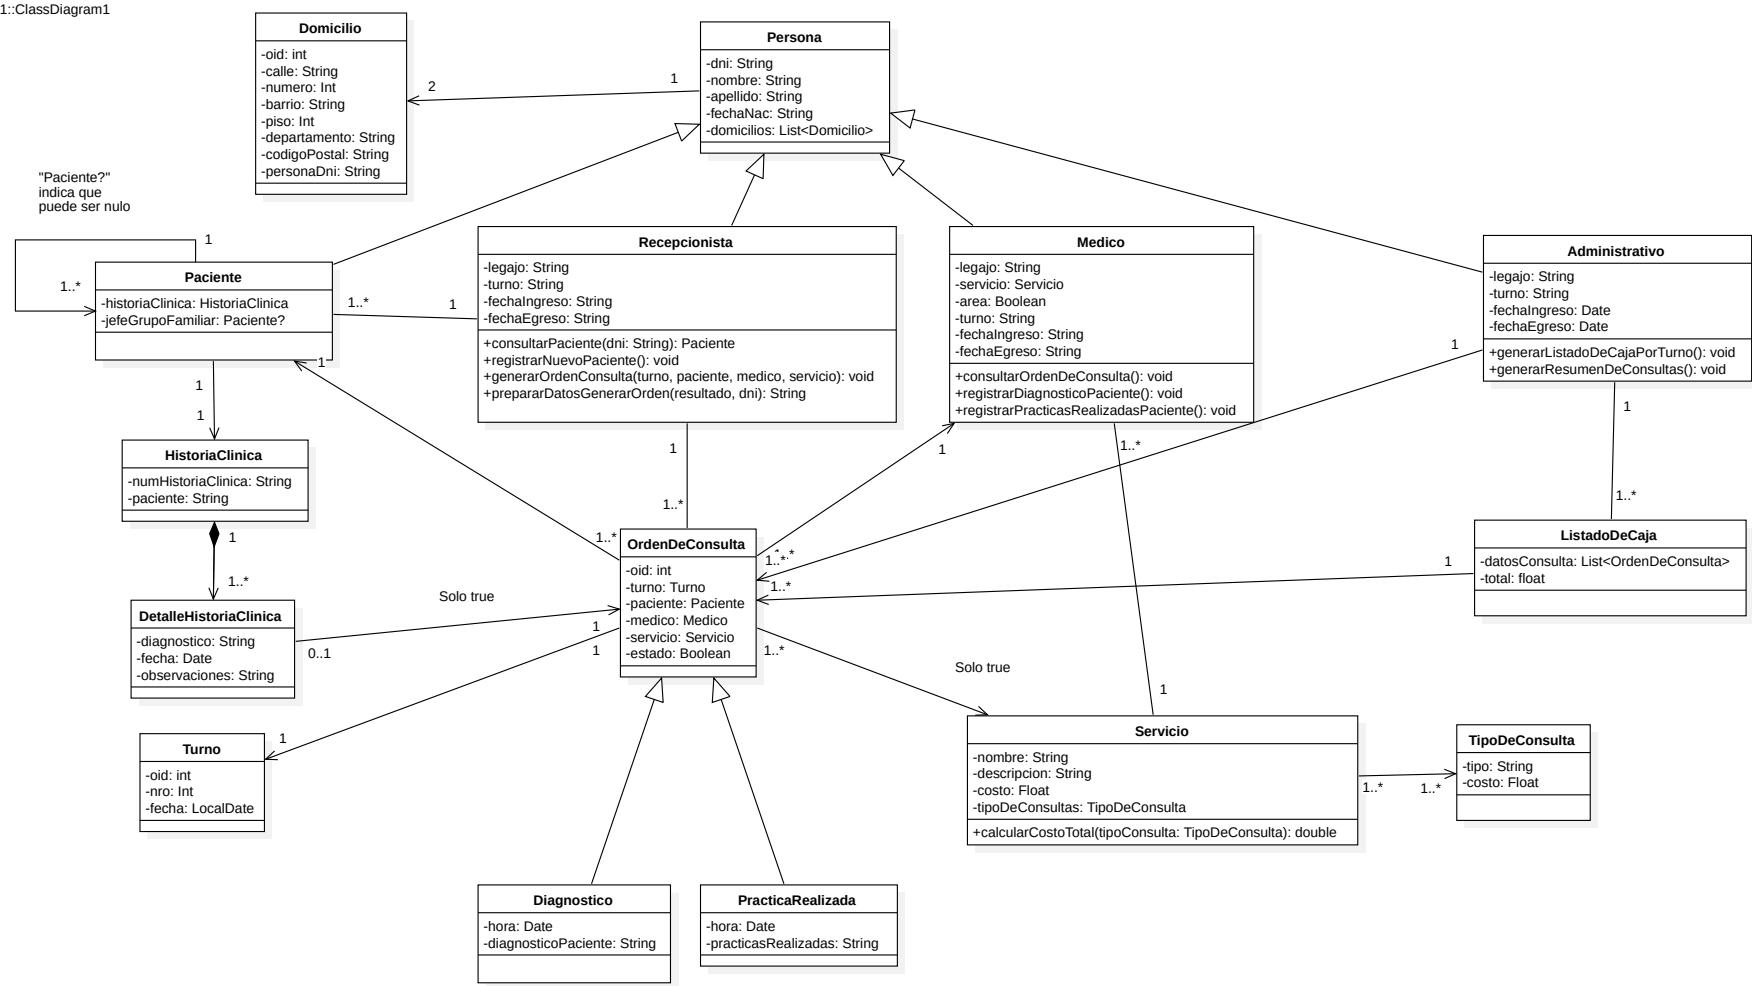 1::ClassDiagram1
Domicilio
-oid: int
-calle: String
-numero: Int
-barrio: String
-piso: Int
-departamento: String
-codigoPostal: String
-personaDni: String
2
1
Persona
-dni: String
-nombre: String
-apellido: String
-fechaNac: String
-domicilios: List<Domicilio>
"Paciente?"
indica que
puede ser nulo
1
1..*
Paciente
-historiaClinica: HistoriaClinica
-jefeGrupoFamiliar: Paciente?
1..*
1
Recepcionista
-legajo: String
-turno: String
-fechaIngreso: String
-fechaEgreso: String
+consultarPaciente(dni: String): Paciente
+registrarNuevoPaciente(): void
+generarOrdenConsulta(turno, paciente, medico, servicio): void
+prepararDatosGenerarOrden(resultado, dni): String
Medico
-legajo: String
-servicio: Servicio
-area: Boolean
-turno: String
-fechaIngreso: String
-fechaEgreso: String
+consultarOrdenDeConsulta(): void
+registrarDiagnosticoPaciente(): void
+registrarPracticasRealizadasPaciente(): void
Administrativo
-legajo: String
-turno: String
-fechaIngreso: Date
-fechaEgreso: Date
+generarListadoDeCajaPorTurno(): void
+generarResumenDeConsultas(): void
1
1
1
1
1
1
1
1..*
1..*
1..*
HistoriaClinica
-numHistoriaClinica: String
-paciente: String
1
1..*
1..*
1..*
1..*
OrdenDeConsulta
-oid: int
-turno: Turno
-paciente: Paciente
-medico: Medico
-servicio: Servicio
-estado: Boolean
ListadoDeCaja
-datosConsulta: List<OrdenDeConsulta>
-total: float
1
DetalleHistoriaClinica
-diagnostico: String
-fecha: Date
-observaciones: String
Solo true
0..1
1
1
1..*
Solo true
1
1
Turno
-oid: int
-nro: Int
-fecha: LocalDate
Servicio
-nombre: String
-descripcion: String
-costo: Float
-tipoDeConsultas: TipoDeConsulta
+calcularCostoTotal(tipoConsulta: TipoDeConsulta): double
1..*
1..*
TipoDeConsulta
-tipo: String
-costo: Float
Diagnostico
-hora: Date
-diagnosticoPaciente: String
PracticaRealizada
-hora: Date
-practicasRealizadas: String